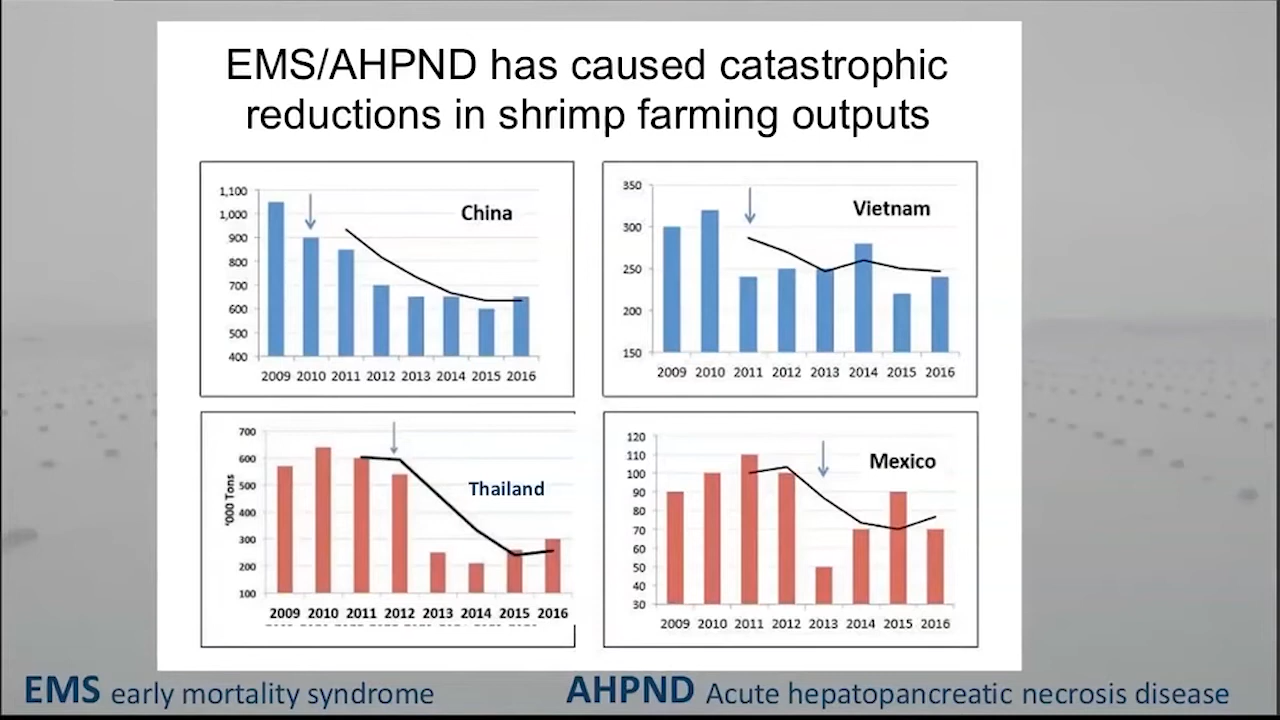 EMS/AHPND has caused catastrophic
reductions in shrimp farming outputs
China
1,100
1,000
900
800
700
600
500
400
2009 2010 2011 2012 2013 2014 2015 2016
Vietnam
350
300
250
200
150
2009 2010 2011 2012 2013 2014 2015 2016
Thailand
'000 Tons
700
600
500
400
300
200
100
2009 2010 2011 2012 2013 2014 2015 2016
Mexico
120
110
100
90
80
70
60
50
40
30
2009 2010 2011 2012 2013 2014 2015 2016
EMS early mortality syndrome
AHPND Acute hepatopancreatic necrosis disease